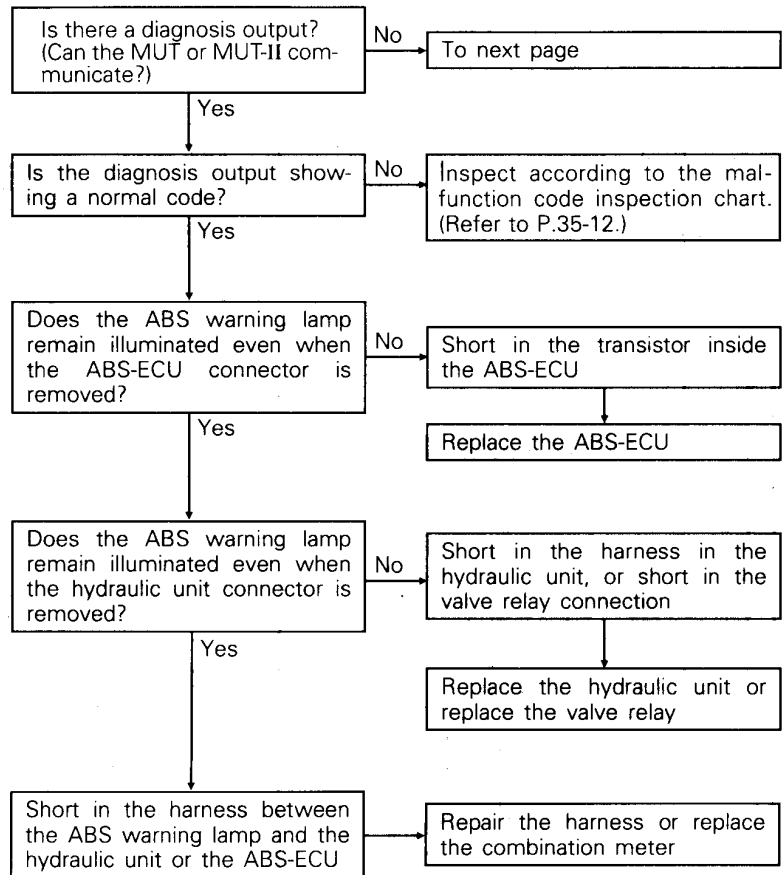 Is there a diagnosis output?
(Can the MUT or MUT-II com-
municate?)
No
To next page
Yes
Is the diagnosis output show-
ing a normal code?
No
Inspect according to the mal-
function code inspection chart.
(Refer to P.35-12.)
Yes
Does the ABS warning lamp
remain illuminated even when
the ABS-ECU connector is
removed?
No
Short in the transistor inside
the ABS-ECU
Replace the ABS-ECU
Yes
Does the ABS warning lamp
remain illuminated even when
the hydraulic unit connector is
removed?
No
Short in the harness in the
hydraulic unit, or short in the
valve relay connection
Replace the hydraulic unit or
replace the valve relay
Yes
Short in the harness between
the ABS warning lamp and the
hydraulic unit or the ABS-ECU
Repair the harness or replace
the combination meter